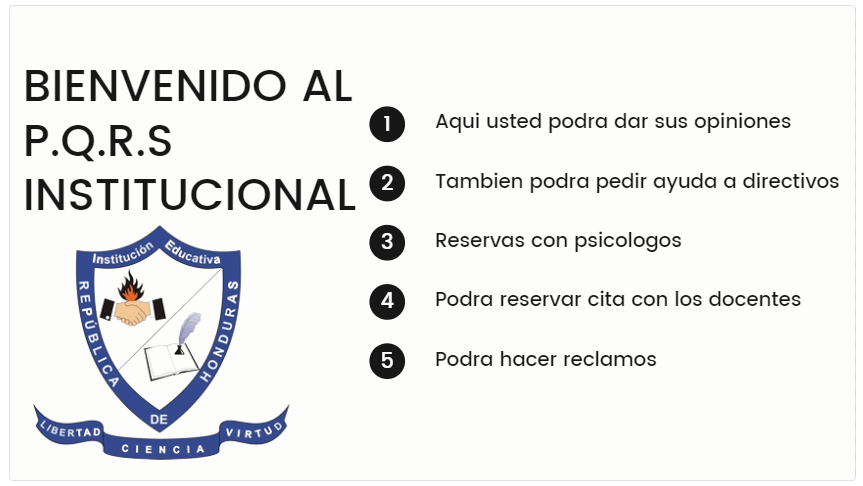 BIENVENIDO AL
P.Q.R.S
INSTITUCIONAL
1 Aqui usted podra dar sus opiniones
2 Tambien podra pedir ayuda a directivos
3 Reservas con psicologos
4 Podra reservar cita con los docentes
5 Podra hacer reclamos
Institución Educativa
REPÚBLICA
DE
HONDURAS
LIBERTAD
CIENCIA
VIRTUD